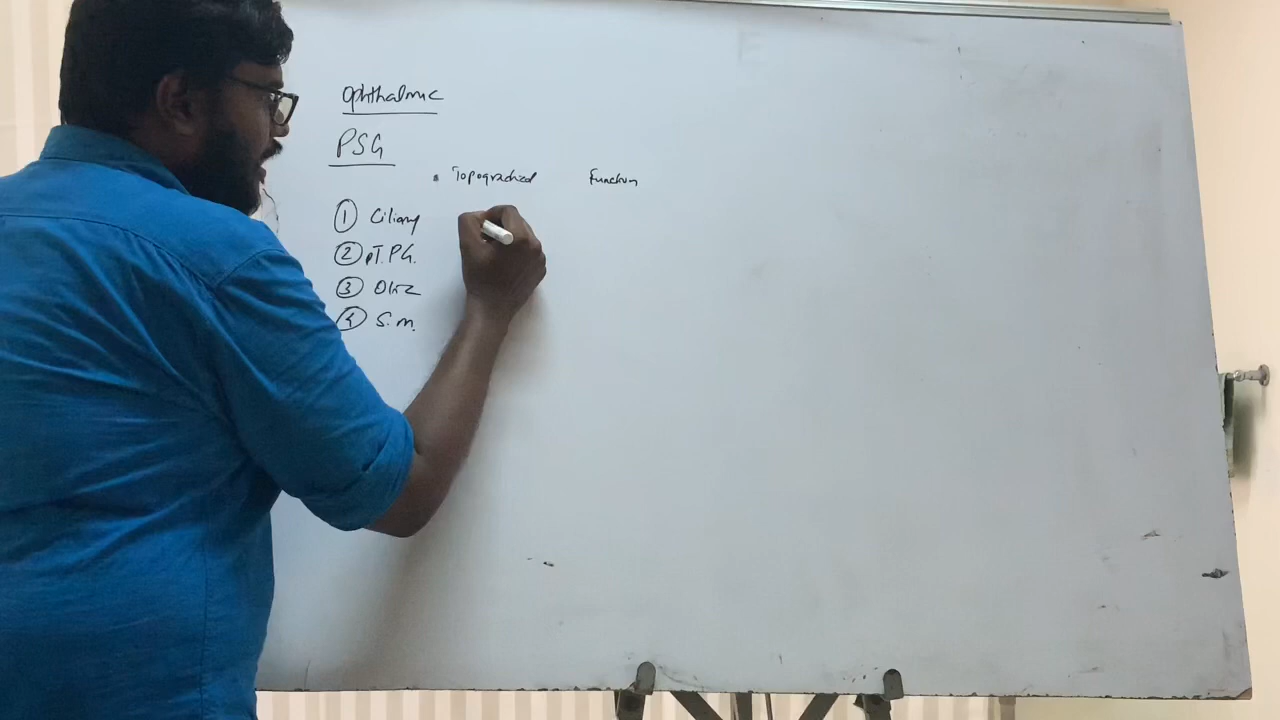 Ophthalmic
PSG
Topographical Function
① Ciliary
② PT.PG.
③ Otic
④ S.m.